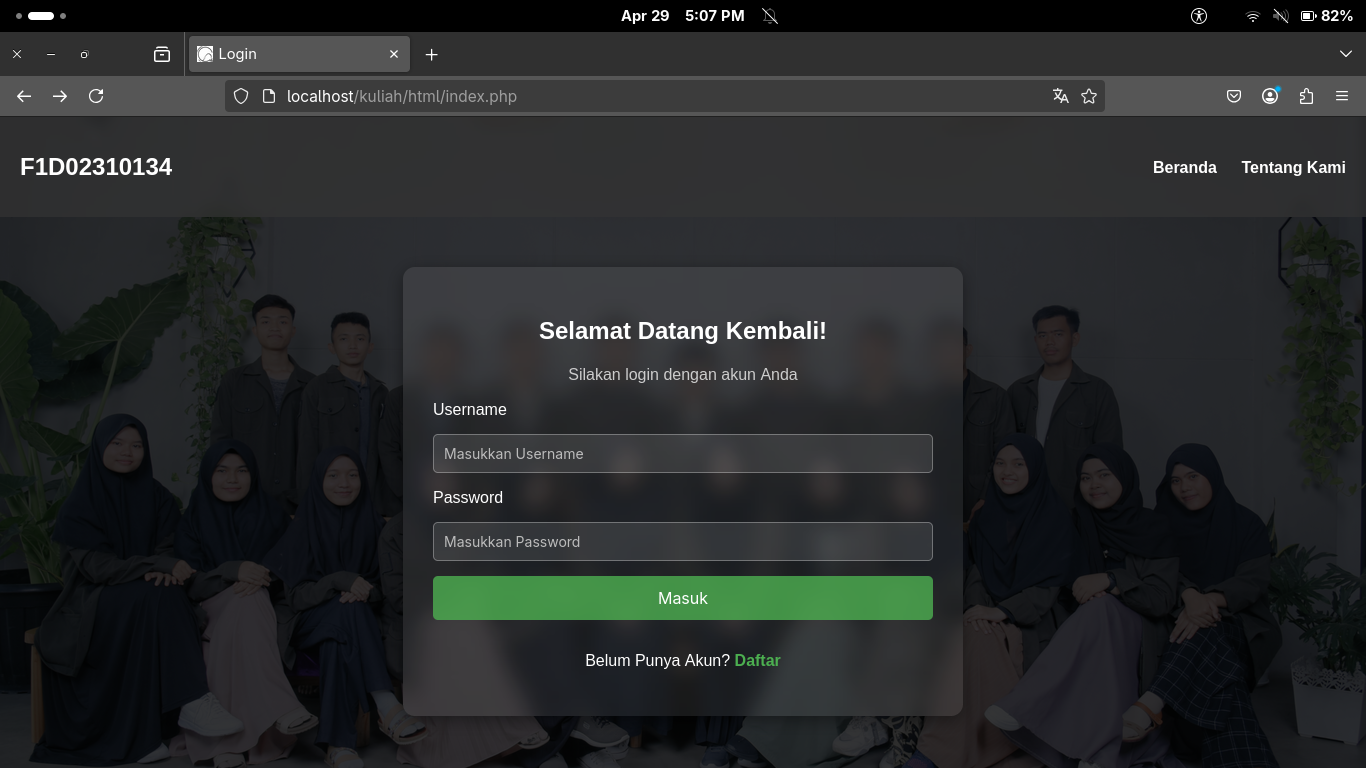 Apr 29 5:07 PM
82%
Login
localhost/kuliah/html/index.php
F1D02310134
Beranda Tentang Kami
Selamat Datang Kembali!
Silakan login dengan akun Anda
Username
Masukkan Username
Password
Masukkan Password
Masuk
Belum Punya Akun? Daftar